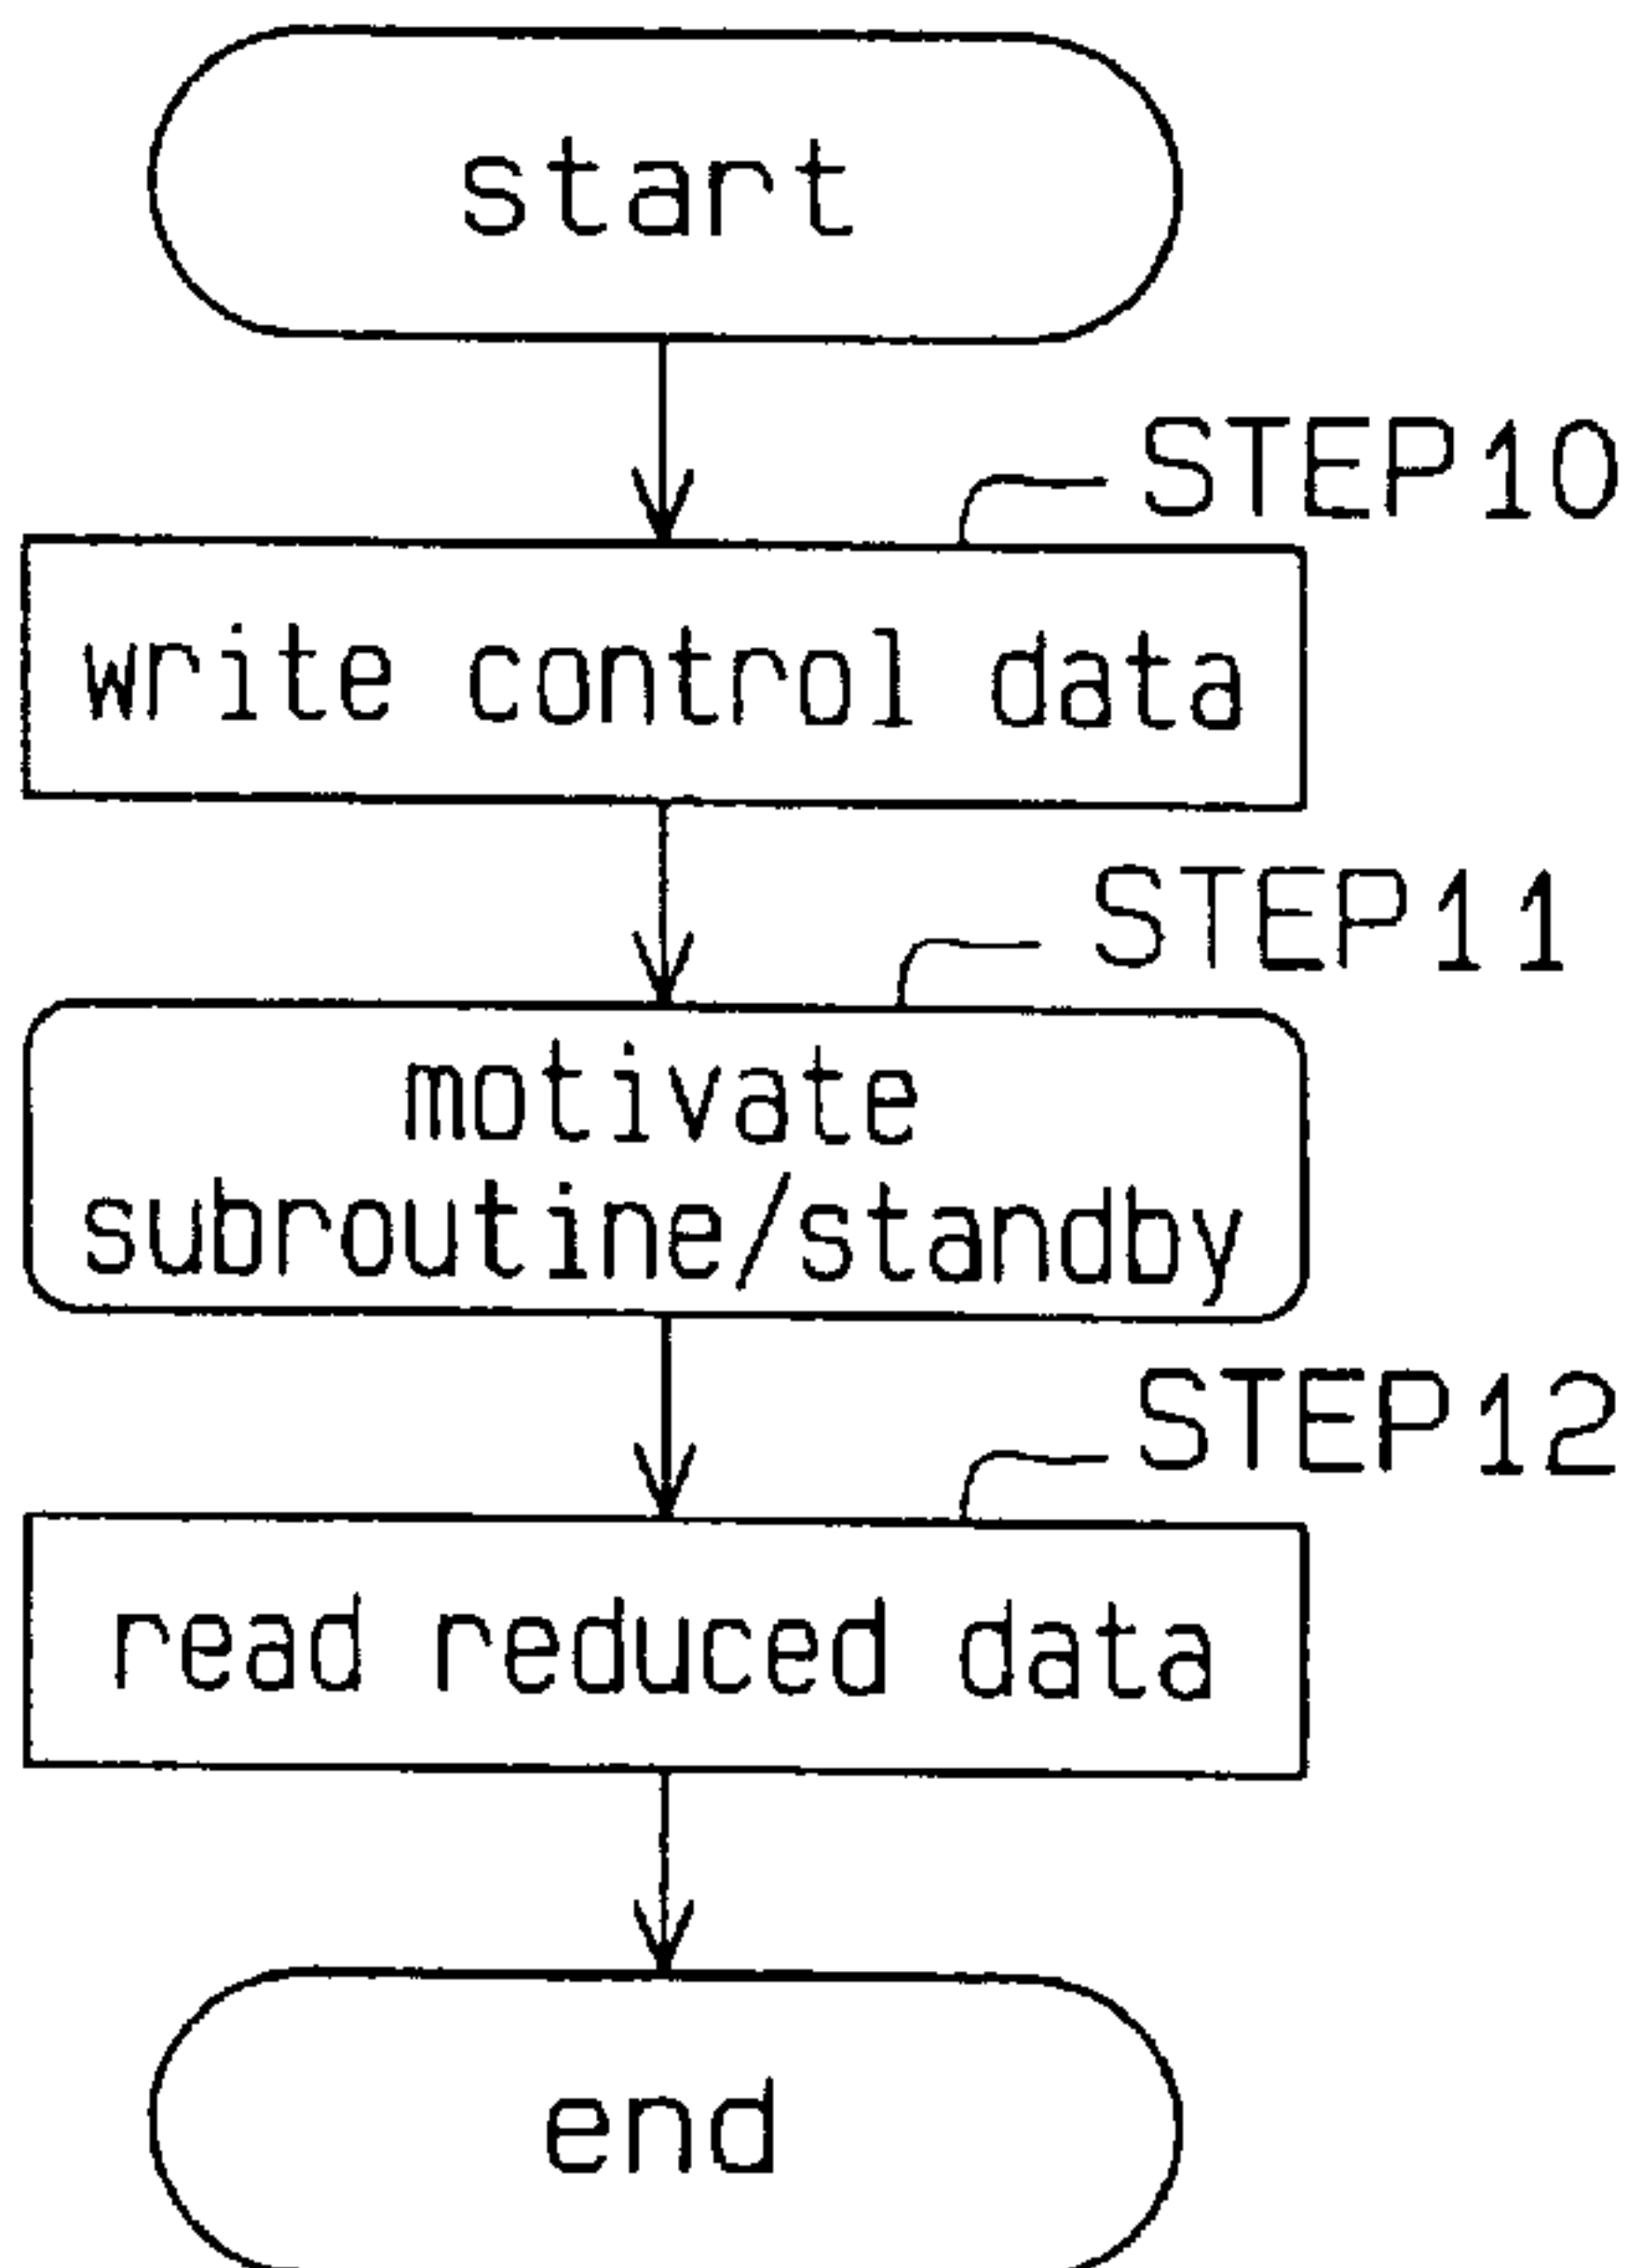 start
STEP10
write control data
STEP11
motivate
subroutine/standby
STEP12
read reduced data
end